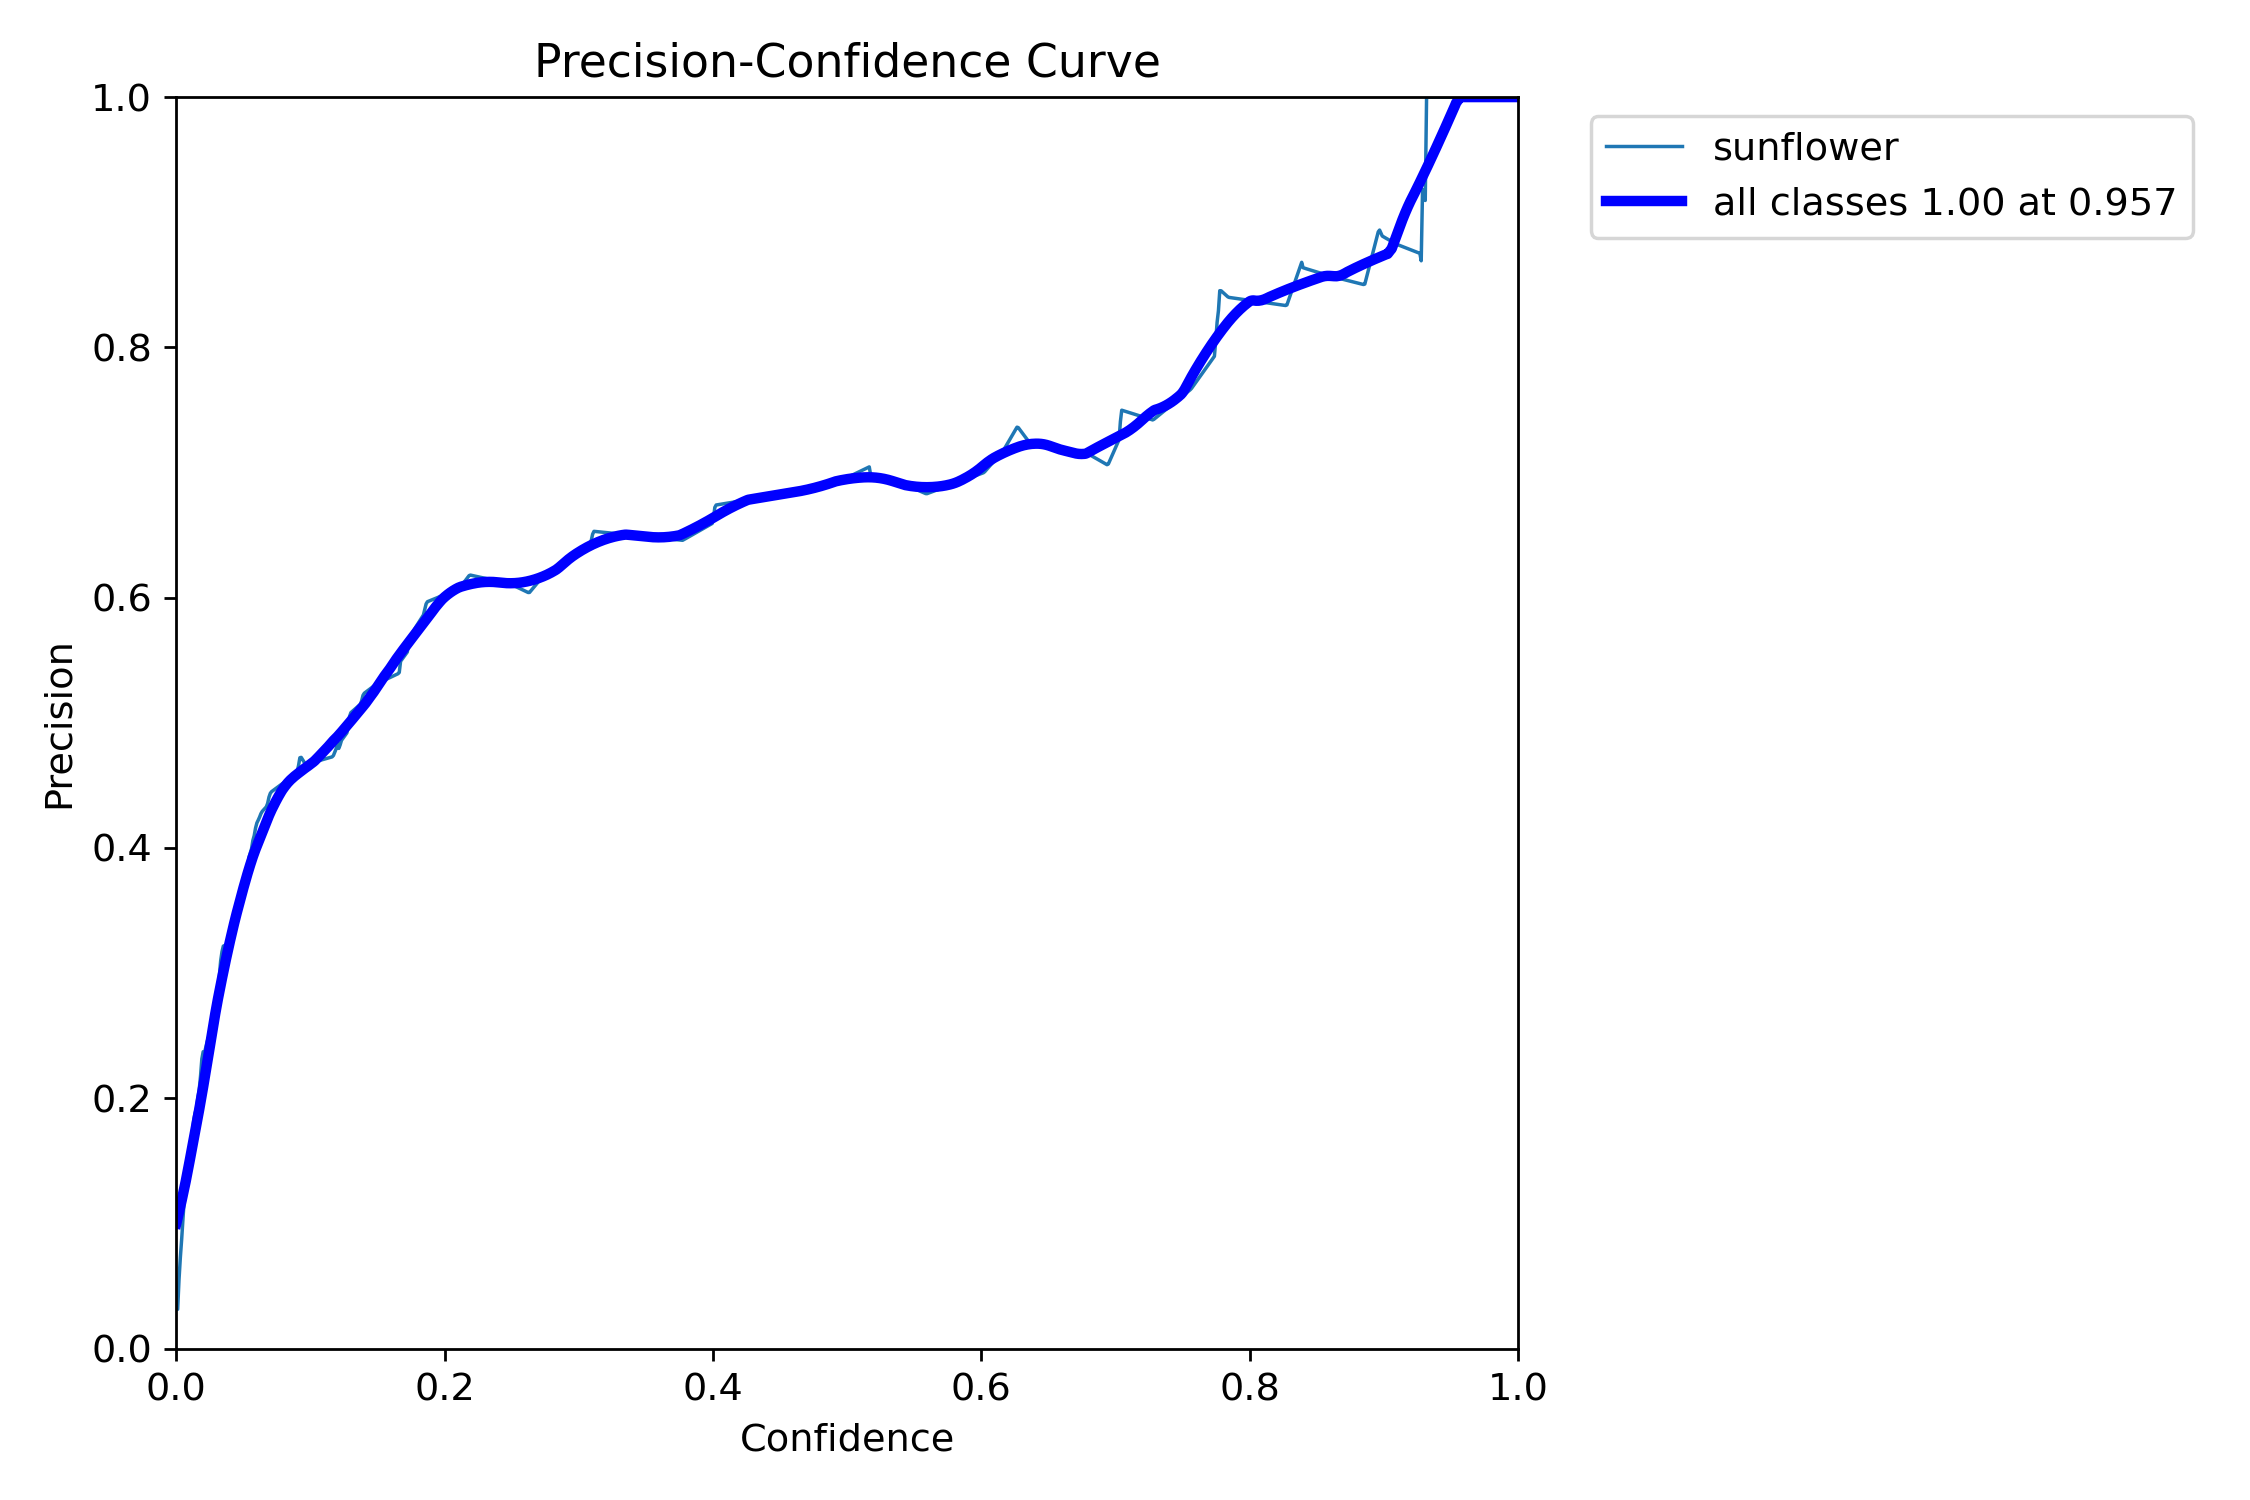 Precision-Confidence Curve
sunflower
all classes 1.00 at 0.957
1.0
0.8
0.6
0.4
0.2
0.0
Precision
0.0 0.2 0.4 0.6 0.8 1.0
Confidence